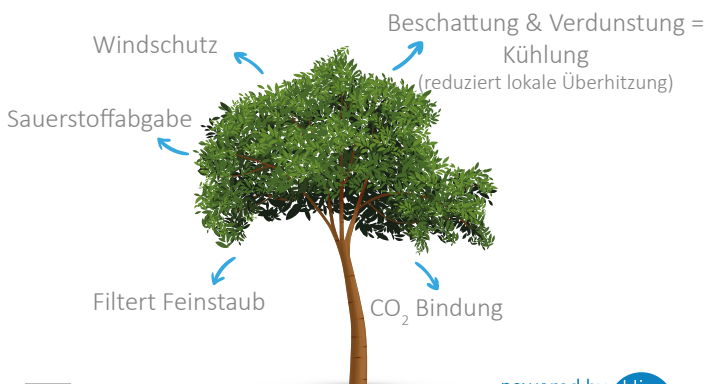 Beschattung & Verdunstung =
Kühlung
(reduziert lokale Überhitzung)
Windschutz
Sauerstoffabgabe
Filtert Feinstaub
CO₂ Bindung